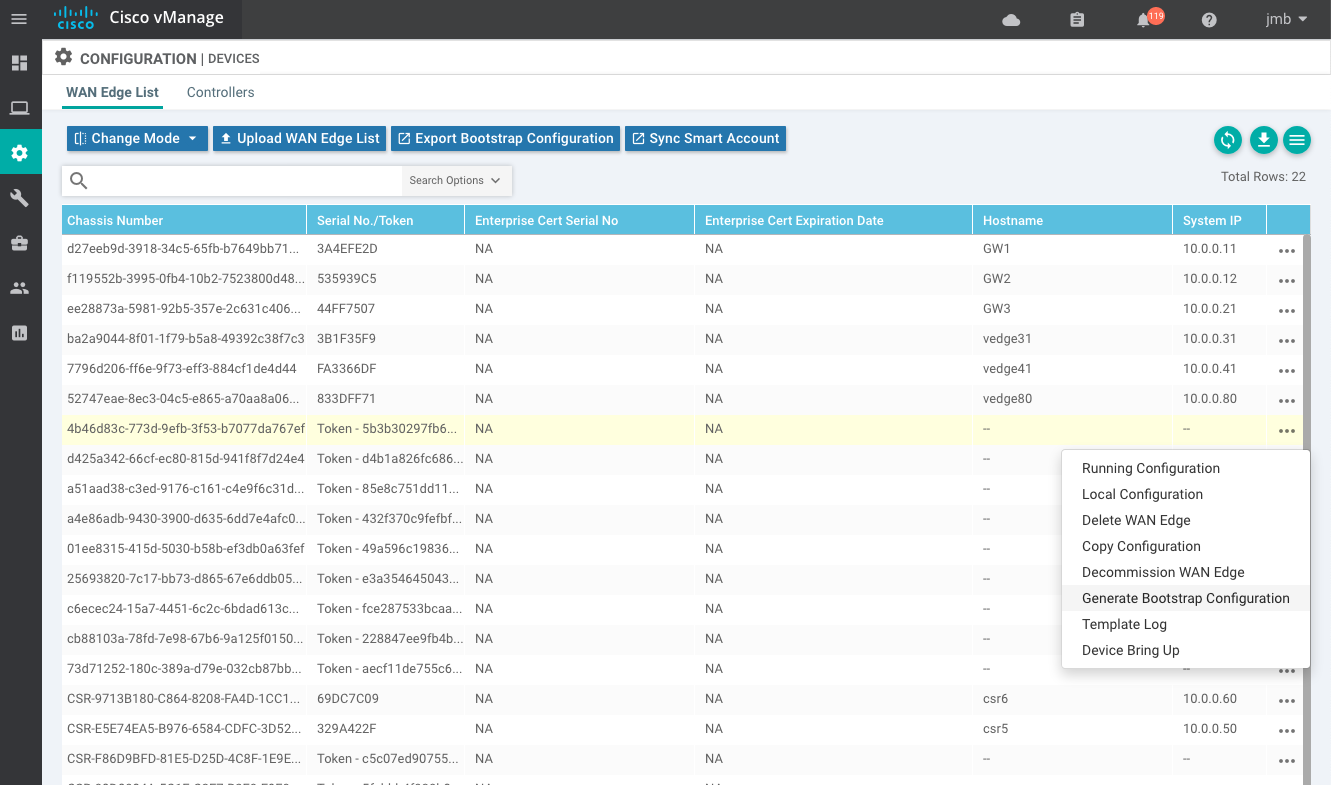 CISCO Cisco vManage 119 jmb
CONFIGURATION | DEVICES
WAN Edge List Controllers
Change Mode Upload WAN Edge List Export Bootstrap Configuration Sync Smart Account
Search Options
Total Rows: 22
Chassis Number Serial No./Token Enterprise Cert Serial No Enterprise Cert Expiration Date Hostname System IP
d27eeb9d-3918-34c5-65fb-b7649bb71... 3A4EFE2D NA NA GW1 10.0.0.11 •••
f119552b-3995-0fb4-10b2-7523800d48... 535939C5 NA NA GW2 10.0.0.12 •••
ee28873a-5981-92b5-357e-2c631c406... 44FF7507 NA NA GW3 10.0.0.21 •••
ba2a9044-8f01-1f79-b5a8-49392c38f7c3 3B1F35F9 NA NA vedge31 10.0.0.31 •••
7796d206-ff6e-9f73-eff3-884cf1de4d44 FA3366DF NA NA vedge41 10.0.0.41 •••
52747eae-8ec3-04c5-e865-a70aa8a06... 833DFF71 NA NA vedge80 10.0.0.80 •••
4b46d83c-773d-9efb-3f53-b7077da767ef Token - 5b3b30297fb6... NA NA -- -- •••
d425a342-66cf-ec80-815d-941f8f7d24e4 Token - d4b1a826fc686... NA NA --
a51aad38-c3ed-9176-c161-c4e9f6c31d... Token - 85e8c751dd11... NA NA --
a4e86adb-9430-3900-d635-6dd7e4afc0... Token - 432f370c9fefbf... NA NA --
01ee8315-415d-5030-b58b-ef3db0a63fef Token - 49a596c19836... NA NA --
25693820-7c17-bb73-d865-67e6ddb05... Token - e3a354645043... NA NA --
c6ecec24-15a7-4451-6c2c-6bdad613c... Token - fce287533bcaa... NA NA --
cb88103a-78fd-7e98-67b6-9a125f0150... Token - 228847ee9fb4b... NA NA --
73d71252-180c-389a-d79e-032cb87bb... Token - aecf11de755c6... NA NA -- -- •••
CSR-9713B180-C864-8208-FA4D-1CC1... 69DC7C09 NA NA csr6 10.0.0.60 •••
CSR-E5E74EA5-B976-6584-CDFC-3D52... 329A422F NA NA csr5 10.0.0.50 •••
CSR-F86D9BFD-81E5-D25D-4C8F-1E9E... Token - c5c07ed90755... NA NA -- -- •••
Running Configuration
Local Configuration
Delete WAN Edge
Copy Configuration
Decommission WAN Edge
Generate Bootstrap Configuration
Template Log
Device Bring Up